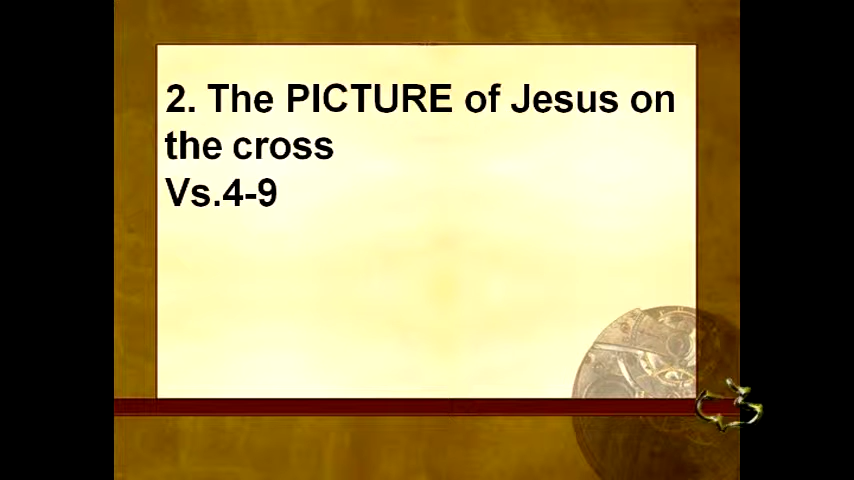 2. The PICTURE of Jesus on
the cross
Vs.4-9